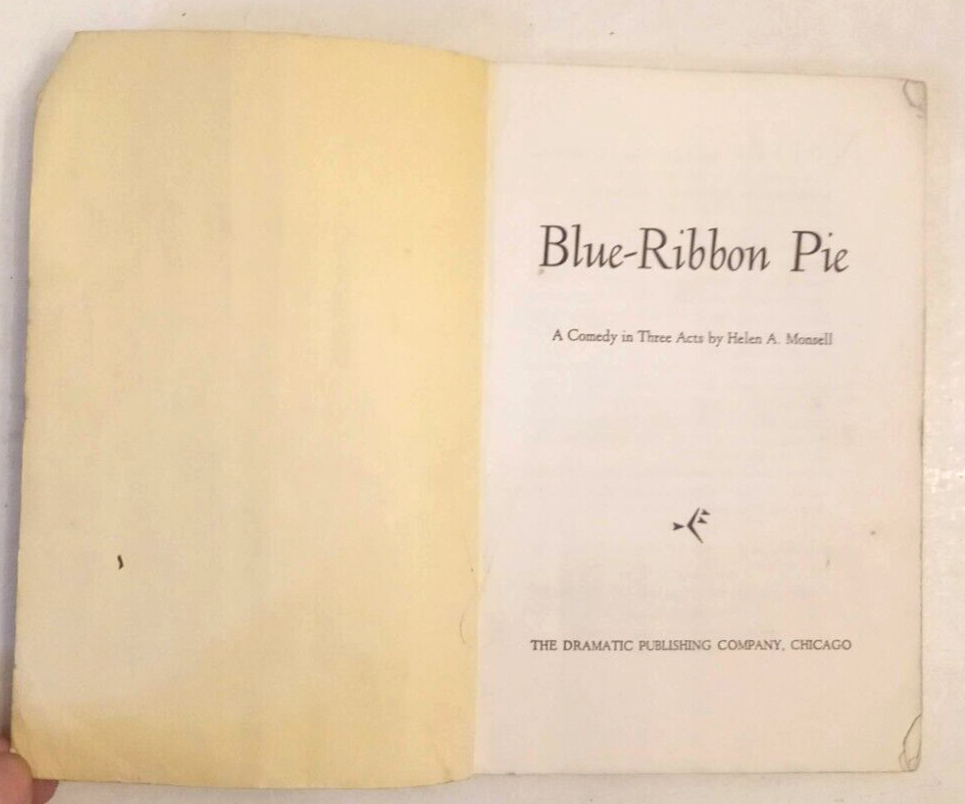 Blue-Ribbon Pie
A Comedy in Three Acts by Helen A. Monsell
THE DRAMATIC PUBLISHING COMPANY, CHICAGO